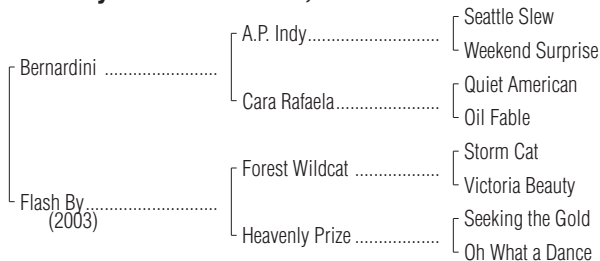 Seattle Slew
A.P. Indy
Weekend Surprise
Bernardini
Quiet American
Cara Rafaela
Oil Fable
Storm Cat
Forest Wildcat
Victoria Beauty
Flash By
(2003)
Seeking the Gold
Heavenly Prize
Oh What a Dance